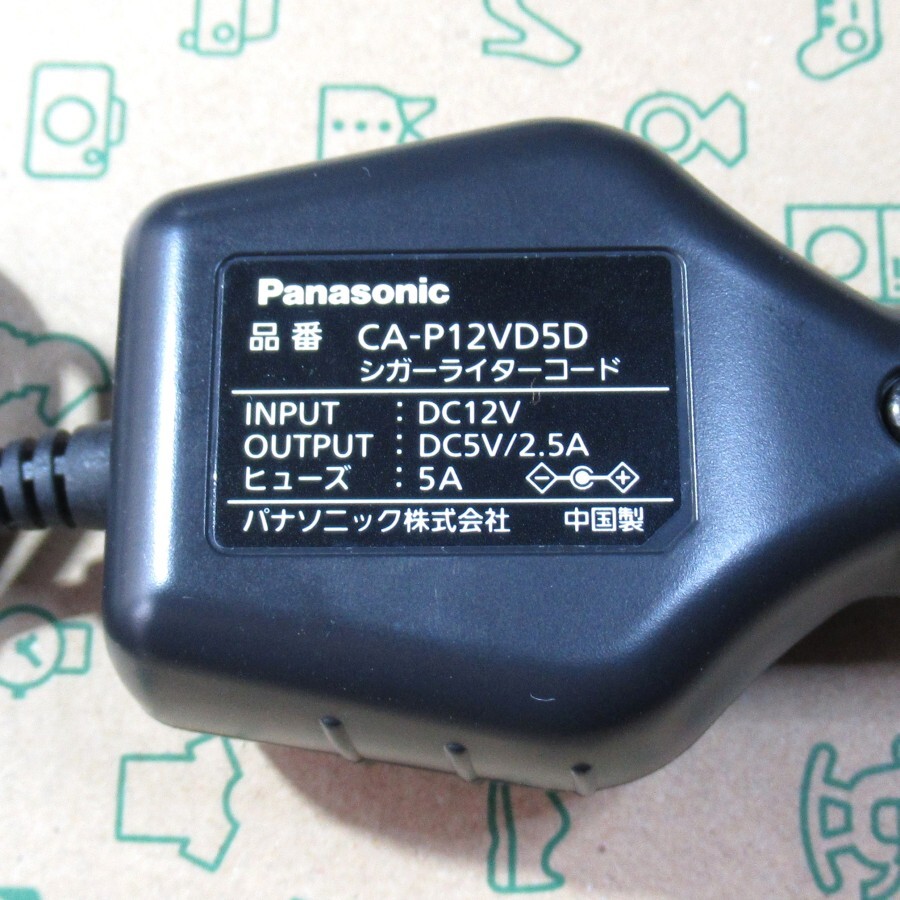 Panasonic
品番 CA-P12VD5D
シガーライターコード
INPUT : DC12V
OUTPUT : DC5V/2.5A
ヒューズ : 5A
パナソニック株式会社 中国製